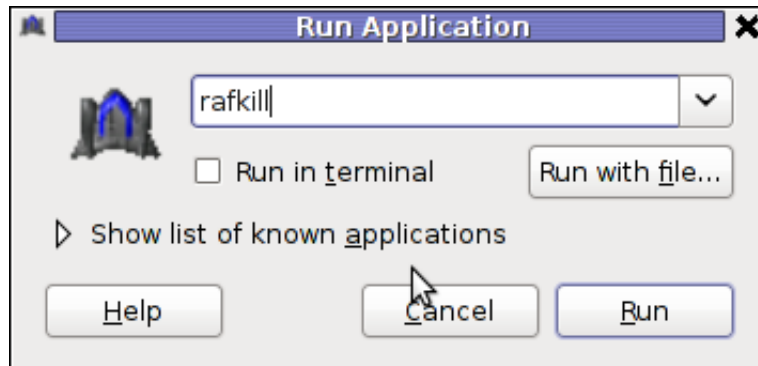 Run Application
rafkill
Run in terminal
Run with file...
Show list of known applications
Help
Cancel
Run